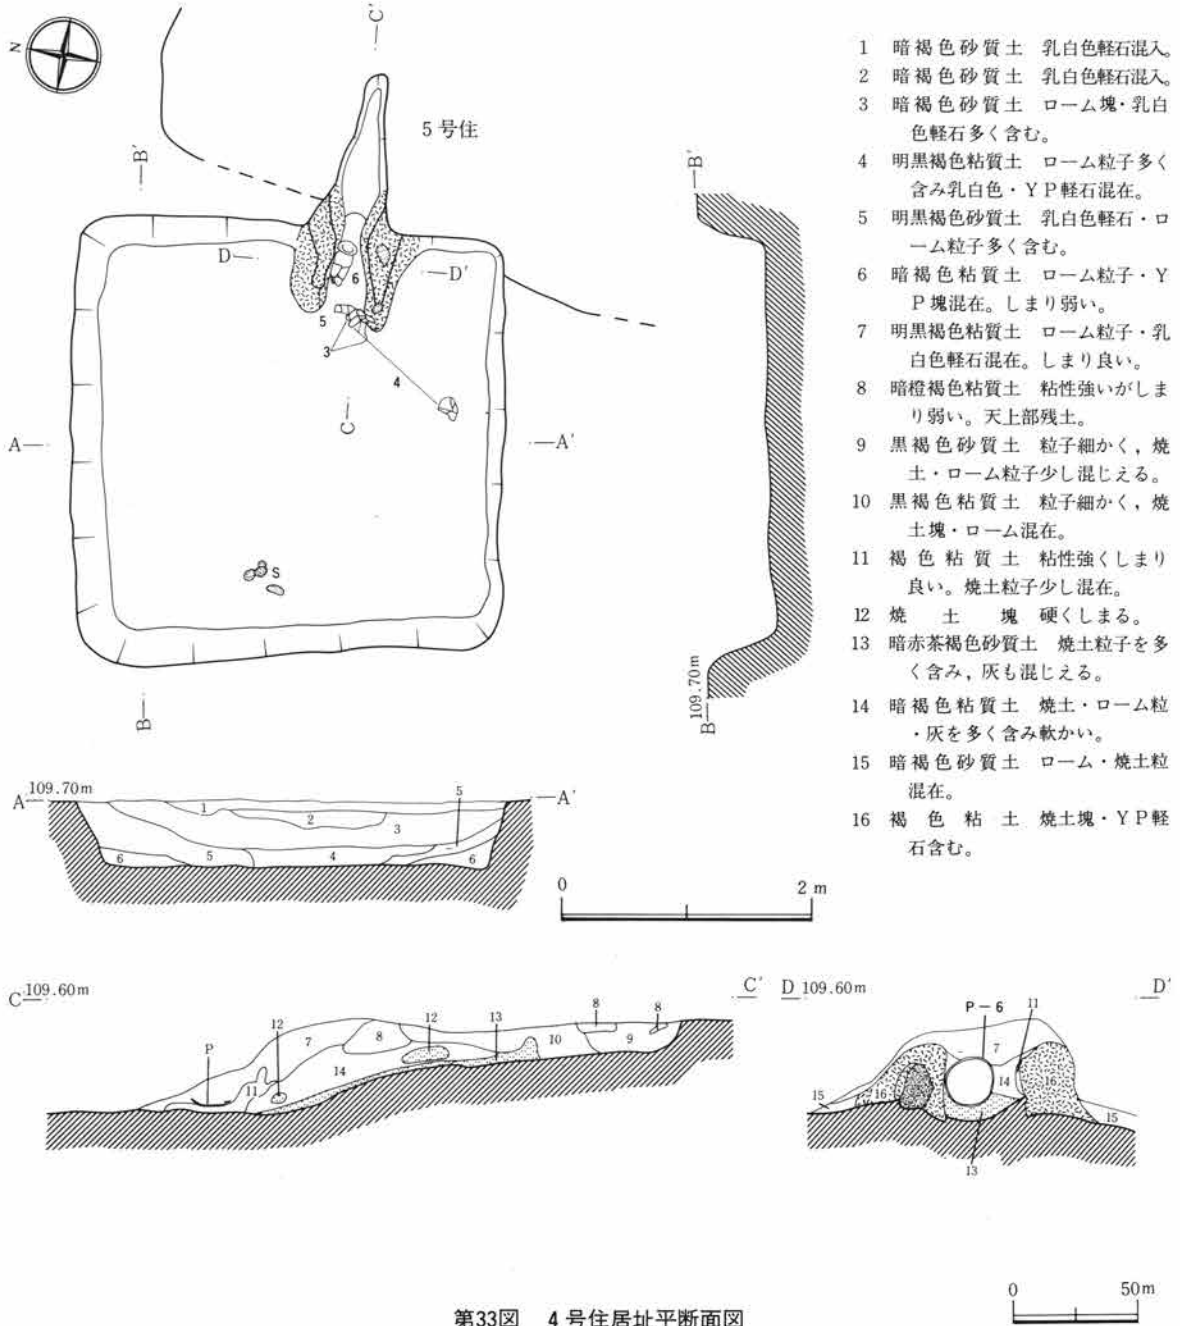 N
C'
5号住
B'
B'
D
D'
6
5
3
4
C
A
A'
S
B
109.70m
B
1 暗褐色砂質土 乳白色軽石混入。
2 暗褐色砂質土 乳白色軽石混入。
3 暗褐色砂質土 ローム塊・乳白
色軽石多く含む。
4 明黒褐色粘質土 ローム粒子多く
含み乳白色・YP軽石混在。
5 明黒褐色砂質土 乳白色軽石・ロ
ーム粒子多く含む。
6 暗褐色粘質土 ローム粒子・Y
P塊混在。しまり弱い。
7 明黒褐色粘質土 ローム粒子・乳
白色軽石混在。しまり良い。
8 暗橙褐色粘質土 粘性強いがしま
り弱い。天上部残土。
9 黒褐色砂質土 粒子細かく，焼
土・ローム粒子少し混じえる。
10 黒褐色粘質土 粒子細かく，焼
土塊・ローム混在。
11 褐色粘質土 粘性強くしまり
良い。焼土粒子少し混在。
12 焼土塊 硬くしまる。
13 暗赤茶褐色砂質土 焼土粒子を多
く含み，灰も混じえる。
14 暗褐色粘質土 焼土・ローム粒
・灰を多く含み軟かい。
15 暗褐色砂質土 ローム・焼土粒
混在。
16 褐色粘土 焼土塊・YP軽
石含む。
A 109.70m A'
1 2 3 5
6 5 4 6
0 2 m
C 109.60m C'
P 12 7 8 12 13 10 8 9 8
11 14
D 109.60m D'
P-6 11
7
15 16 14 16 15
13
0 50m
第33図 4号住居址平断面図